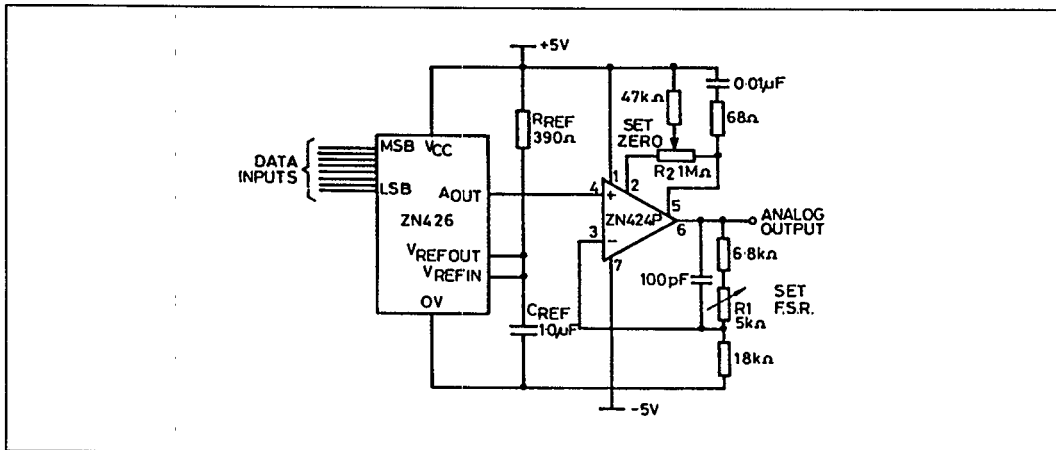 +5V
0·01µF
47kΩ
RREF
390Ω
68Ω
SET
ZERO
MSB VCC
DATA
INPUTS
R2 1MΩ
LSB
AOUT
1
2
4
+
5
ZN424P
ZN426
6
ANALOG
OUTPUT
3
−
VREFOUT
6·8kΩ
VREFIN
7
100pF
SET
F.S.R.
0V
R1
5kΩ
CREF
1·0µF
18kΩ
-5V